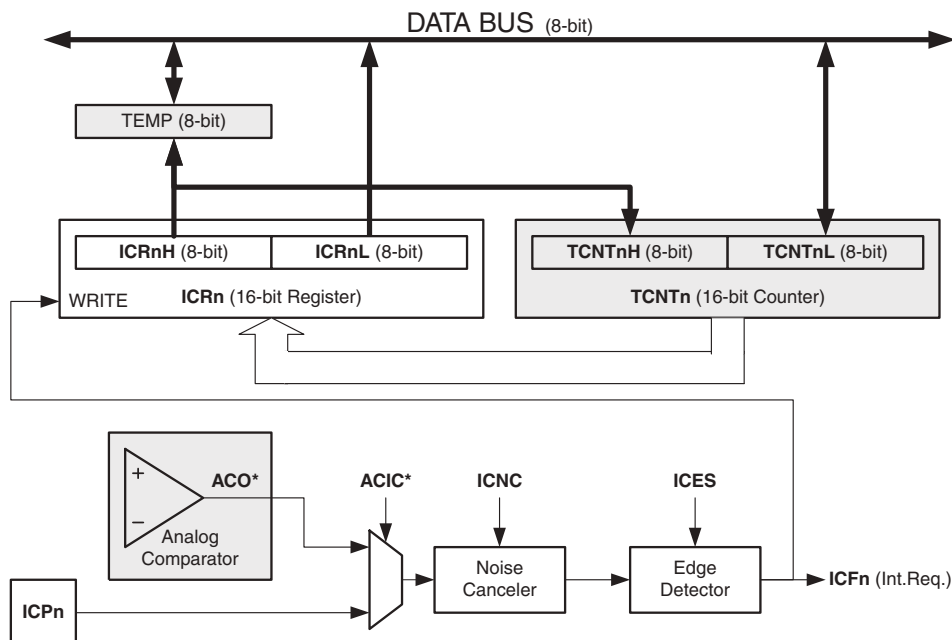 DATA BUS (8-bit)
TEMP (8-bit)
ICRnH (8-bit)
ICRnL (8-bit)
TCNTnH (8-bit)
TCNTnL (8-bit)
WRITE
ICRn (16-bit Register)
TCNTn (16-bit Counter)
+
−
ACO*
Analog
Comparator
ACIC*
ICNC
ICES
Noise
Canceler
Edge
Detector
ICFn (Int.Req.)
ICPn